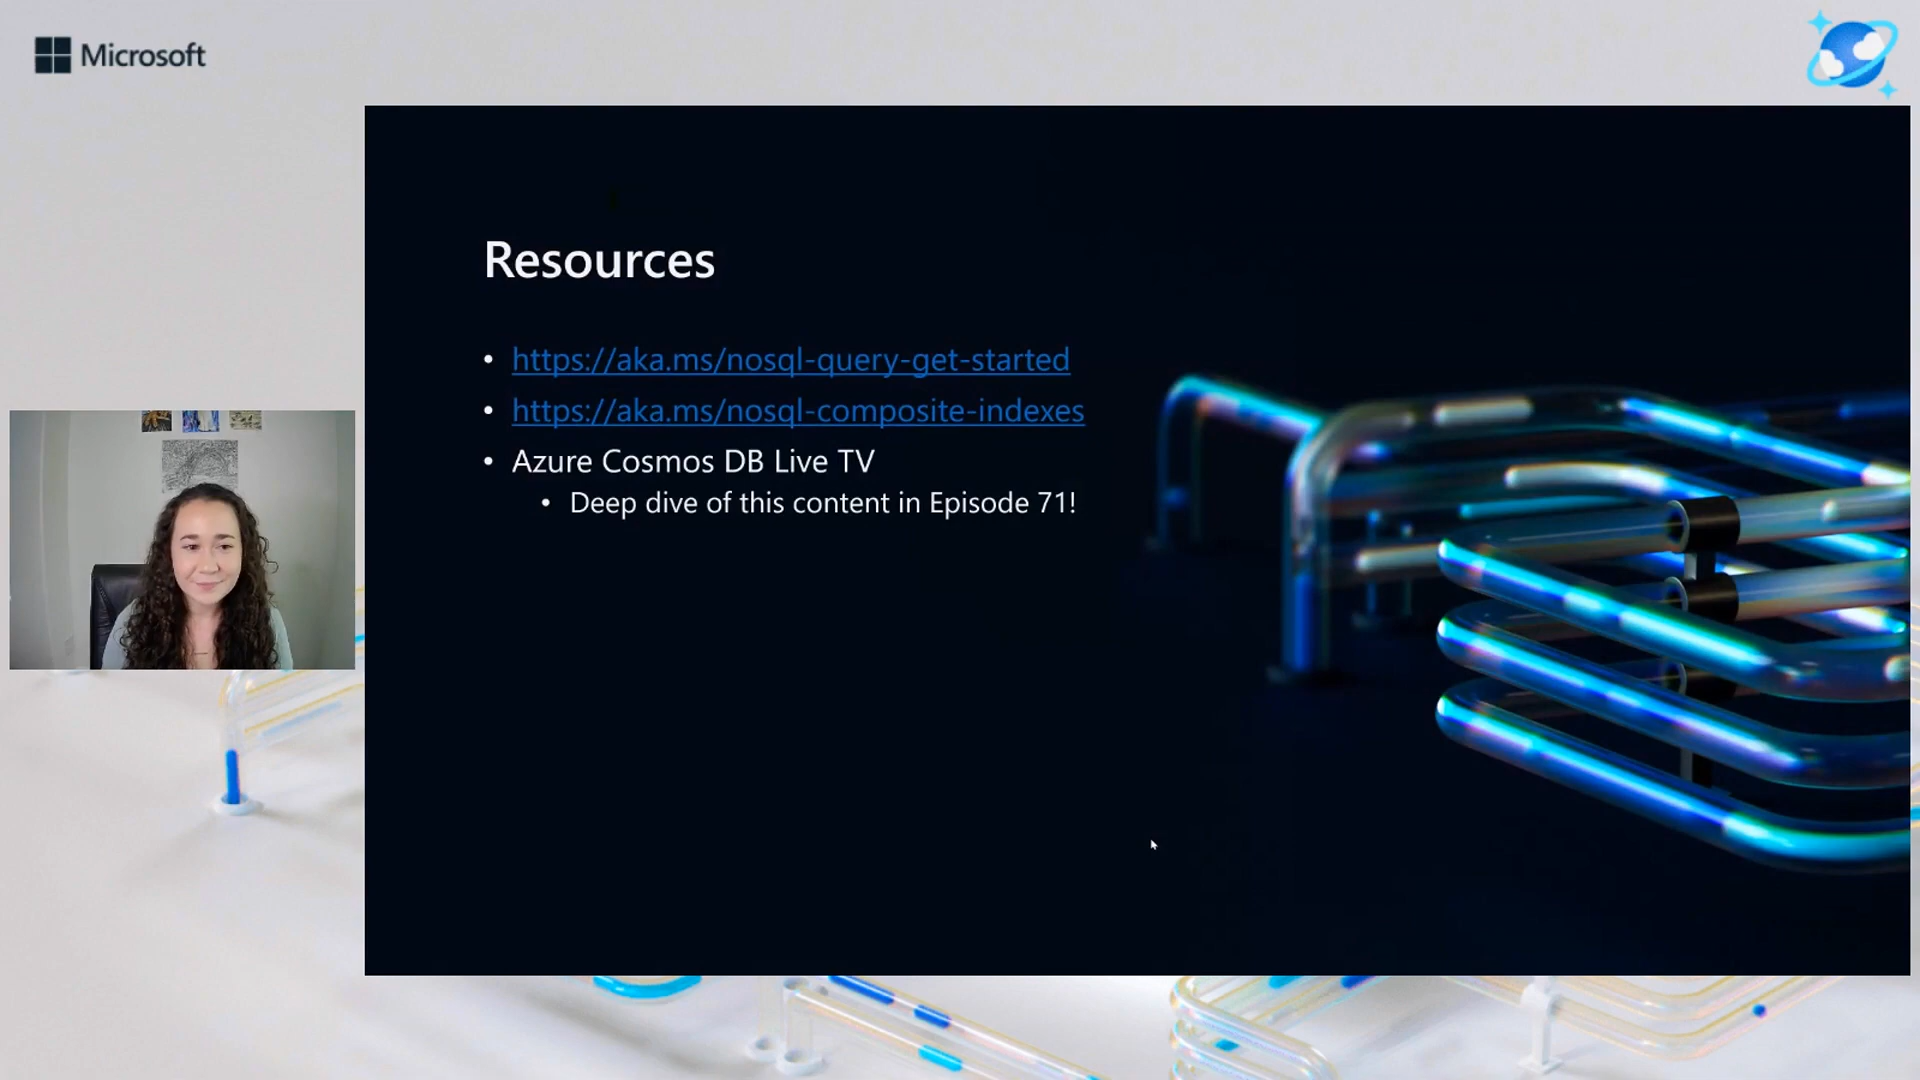 Microsoft
Resources
• https://aka.ms/nosql-query-get-started
• https://aka.ms/nosql-composite-indexes
• Azure Cosmos DB Live TV
• Deep dive of this content in Episode 71!